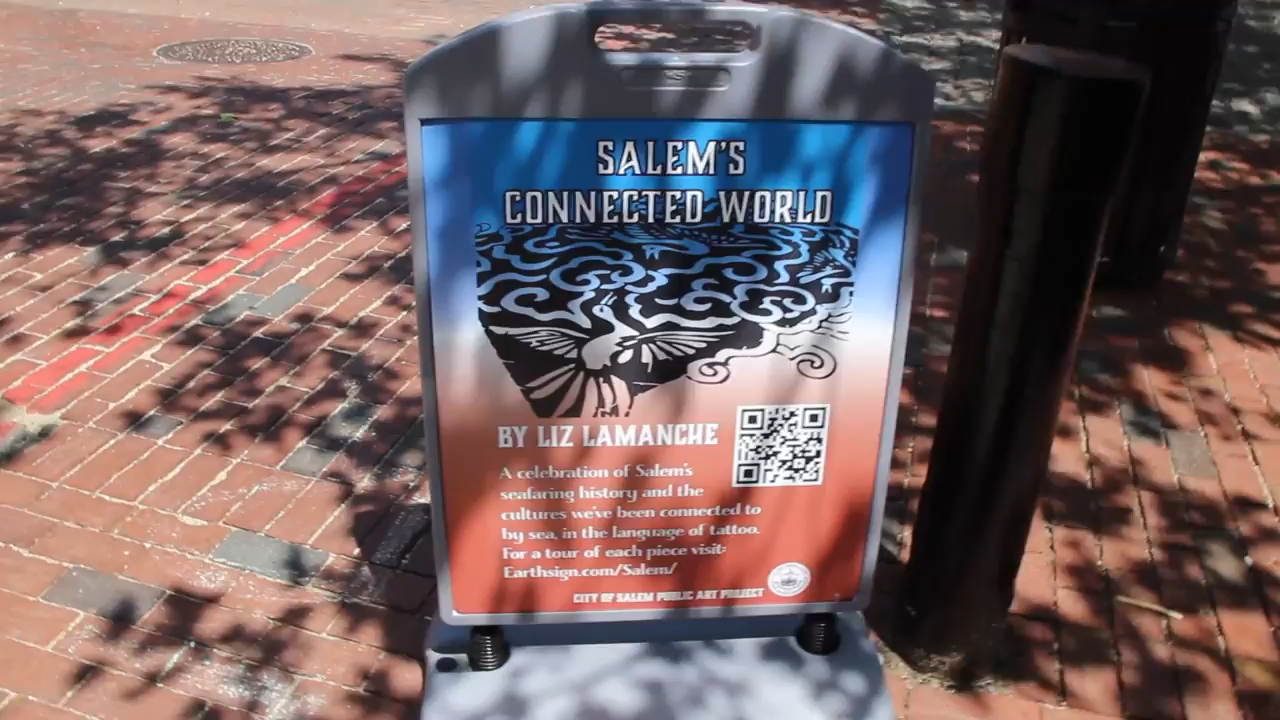 SALEM'S
CONNECTED WORLD
BY LIZ LAMANCHE
A celebration of Salem's
seafaring history and the
cultures we've been connected to
by sea, in the language of tattoo.
For a tour of each piece visit:
Earthsign.com/Salem/
CITY OF SALEM PUBLIC ART PROJECT